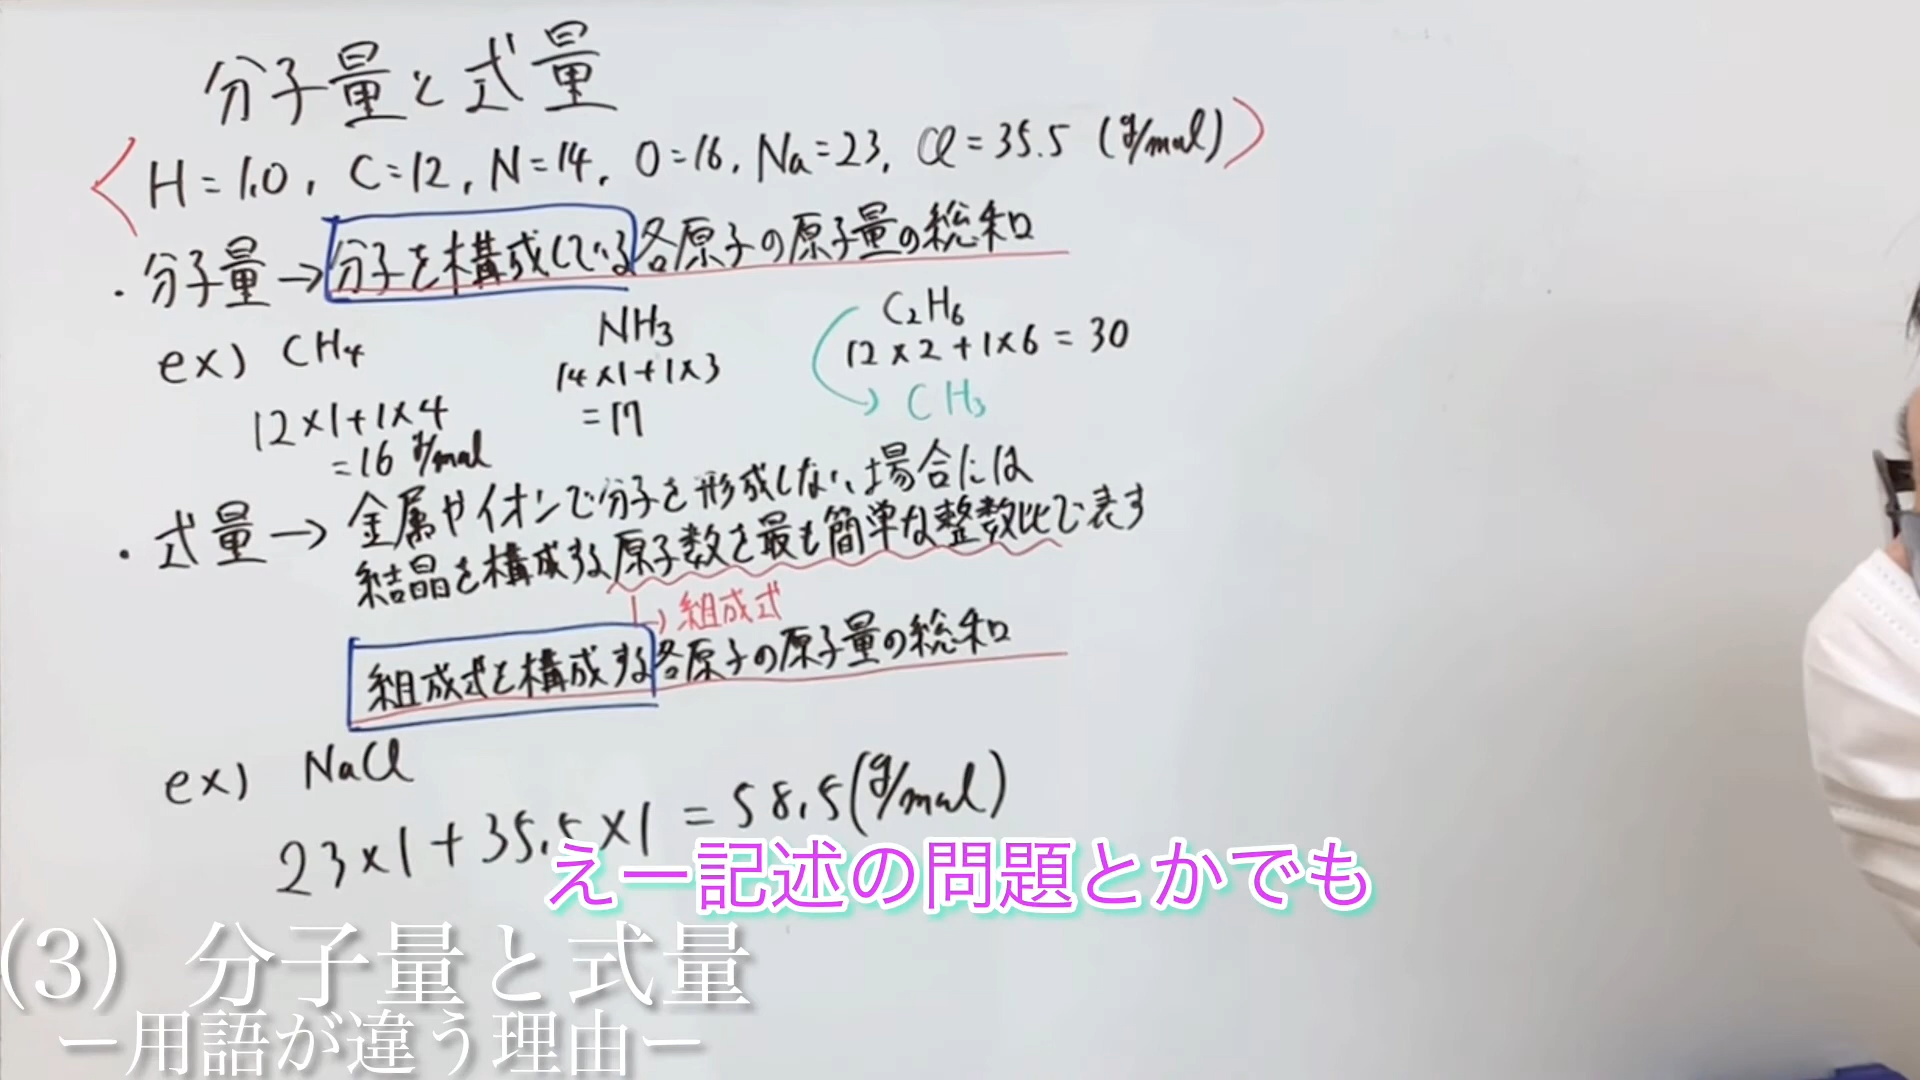 分子量と式量
H=1.0, C=12, N=14, O=16, Na=23, Cl=35.5 (g/mol)
・分子量→分子を構成している各原子の原子量の総和
ex) CH4
12×1+1×4
=16 g/mol
NH3
14×1+1×3
=17
C2H6
12×2+1×6=30
CH3
・式量→金属やイオンで分子を形成しない場合には
結晶を構成する原子数を最も簡単な整数比で表す
→組成式
組成式を構成する各原子の原子量の総和
ex) NaCl
23×1+35.5×1=58.5(g/mol)
えー記述の問題とかでも
(3) 分子量と式量
ー用語が違う理由ー